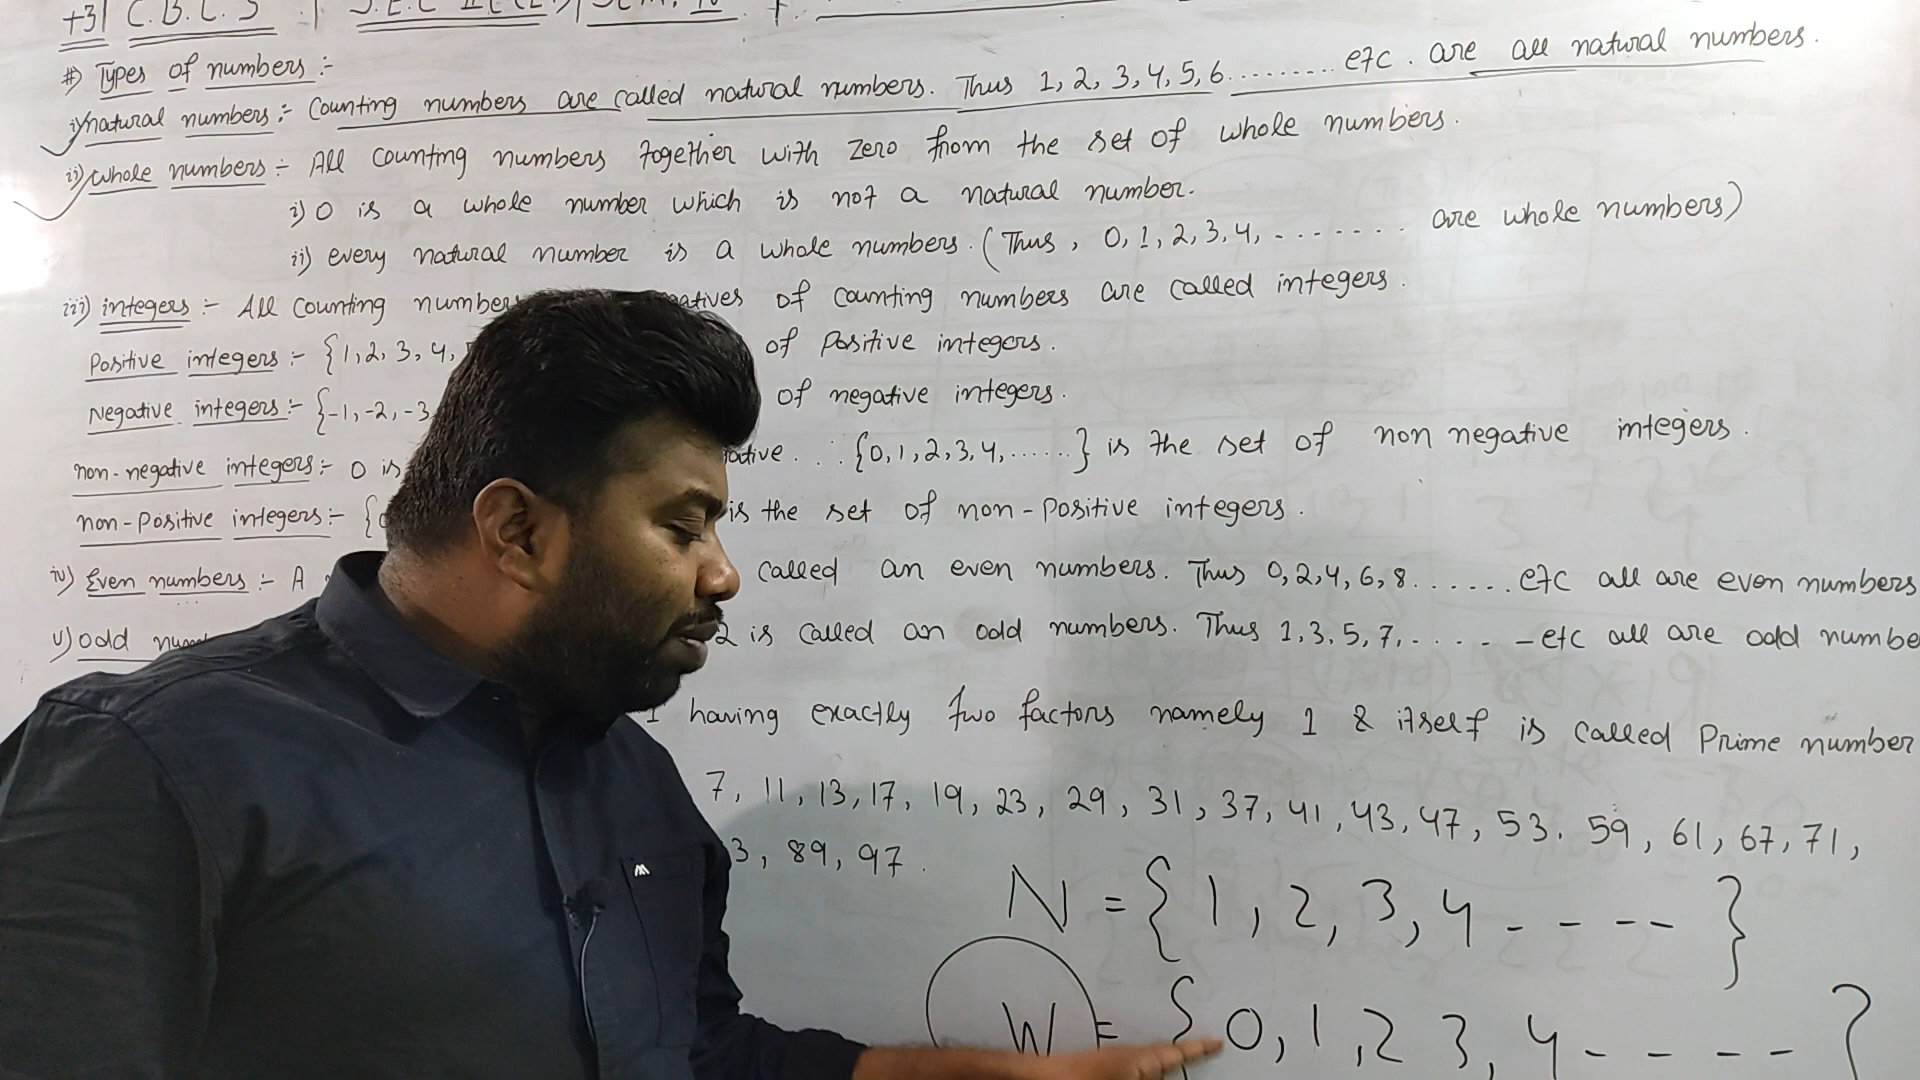 +3| C.B.C.S
#) Types of numbers :-
i) natural numbers :- Counting numbers are called natural numbers. Thus 1, 2, 3, 4, 5, 6......... etc. are all natural numbers.
ii) whole numbers :- All counting numbers together with zero from the set of whole numbers.
i) 0 is a whole number which is not a natural number.
ii) every natural number is a whole numbers. (Thus, 0, 1, 2, 3, 4, ------- are whole numbers)
iii) integers :- All counting numbers of counting numbers are called integers.
Positive integers :- {1, 2, 3, 4, of Positive integers.
Negative integers :- {-1, -2, -3 of negative integers.
non-negative integers :- 0 is ∴ {0, 1, 2, 3, 4, ......} is the set of non negative integers.
non-Positive integers :- { is the set of non-Positive integers.
iv) Even numbers :- A called an even numbers. Thus 0, 2, 4, 6, 8...... etc all are even numbers
v) odd 2 is called an odd numbers. Thus 1, 3, 5, 7, ..... etc all are odd numbe
1 having exactly two factors namely 1 & itself is called Prime number
7, 11, 13, 17, 19, 23, 29, 31, 37, 41, 43, 47, 53. 59, 61, 67, 71,
3, 89, 97.
N = {1, 2, 3, 4 - - - - }
W = {0, 1, 2 3, 4 - - - - }